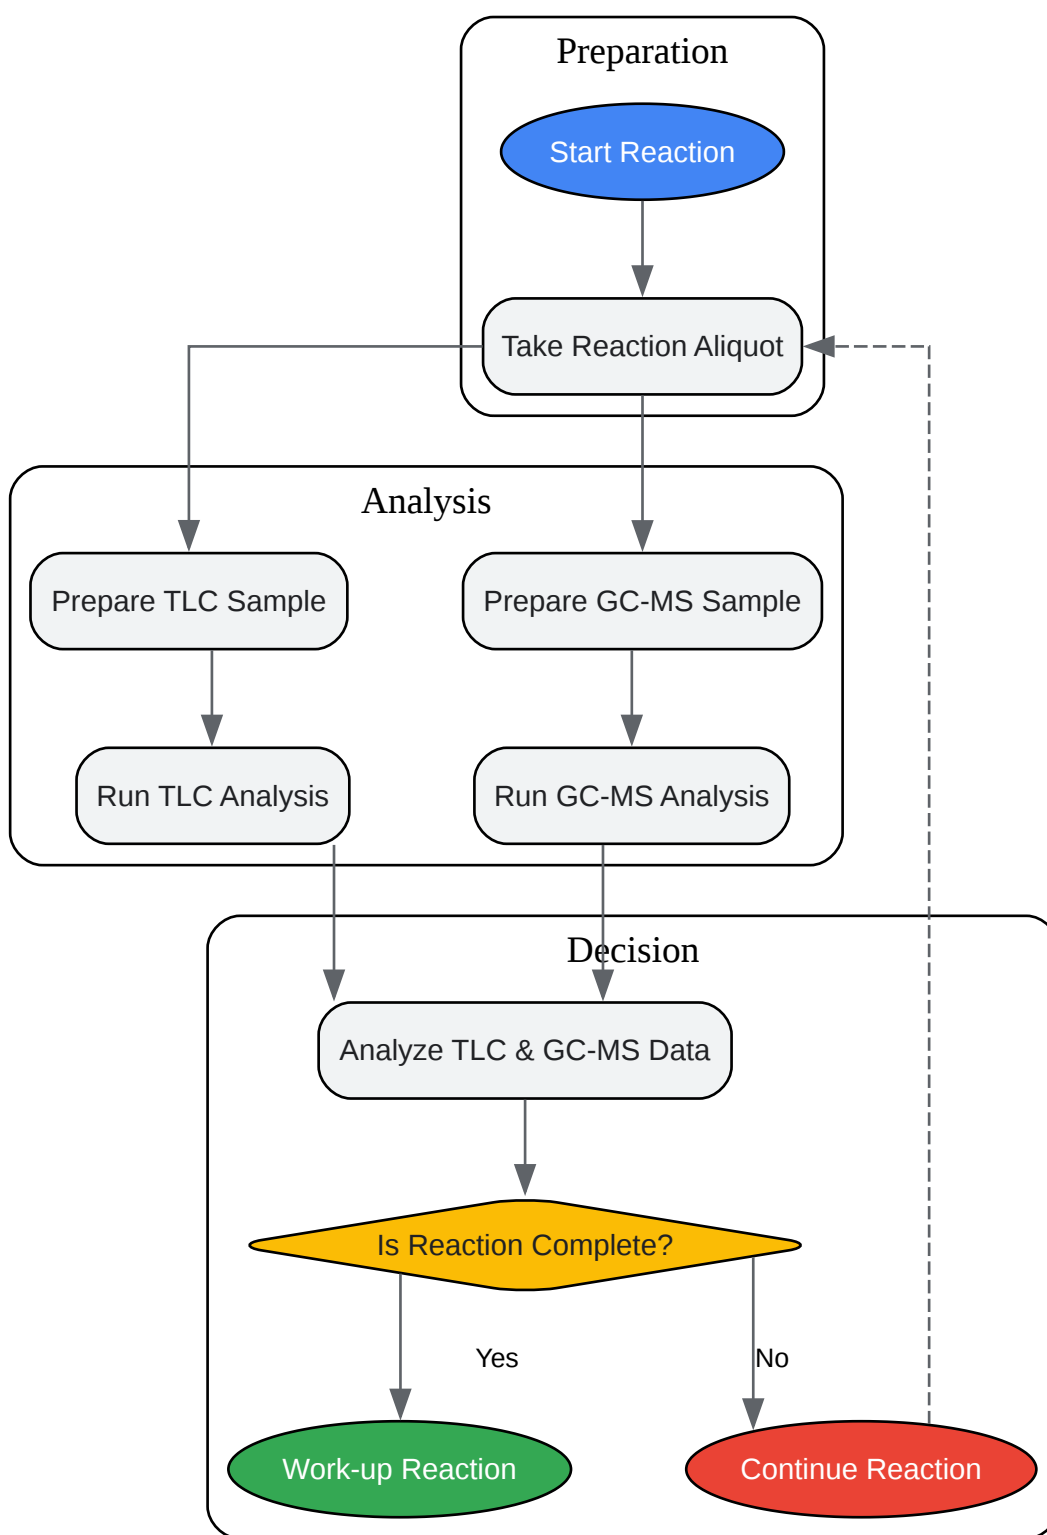 Preparation
Start Reaction
Take Reaction Aliquot
Analysis
Prepare TLC Sample
Prepare GC-MS Sample
Run TLC Analysis
Run GC-MS Analysis
Decision
Analyze TLC & GC-MS Data
Is Reaction Complete?
Yes
No
Work-up Reaction
Continue Reaction